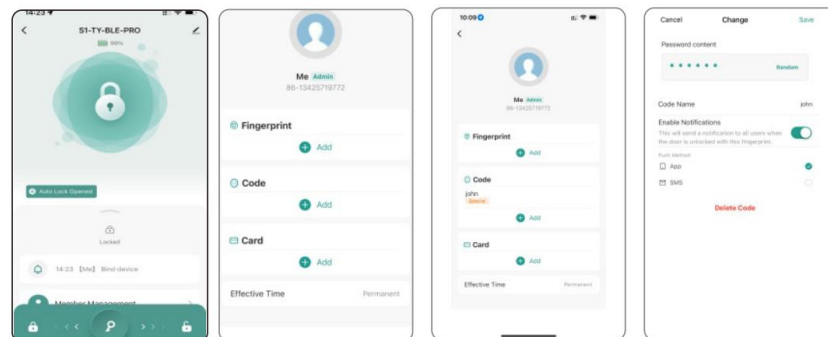 14:23
S1-TY-BLE-PRO
99%
Auto Lock Opened
Locked
14:23 【Me】 Bind device
Member Management
Me Admin
86-13425719772
Fingerprint
Add
Code
Add
Card
Add
Effective Time Permanent
10:09
Me Admin
86-13425719772
Fingerprint
Add
Code
john
Special
Add
Card
Add
Effective Time Permanent
Cancel Change Save
Password content
Random
Code Name john
Enable Notifications
This will send a notification to all users when
the door is unlocked with this fingerprint.
Push Method
App
SMS
Delete Code